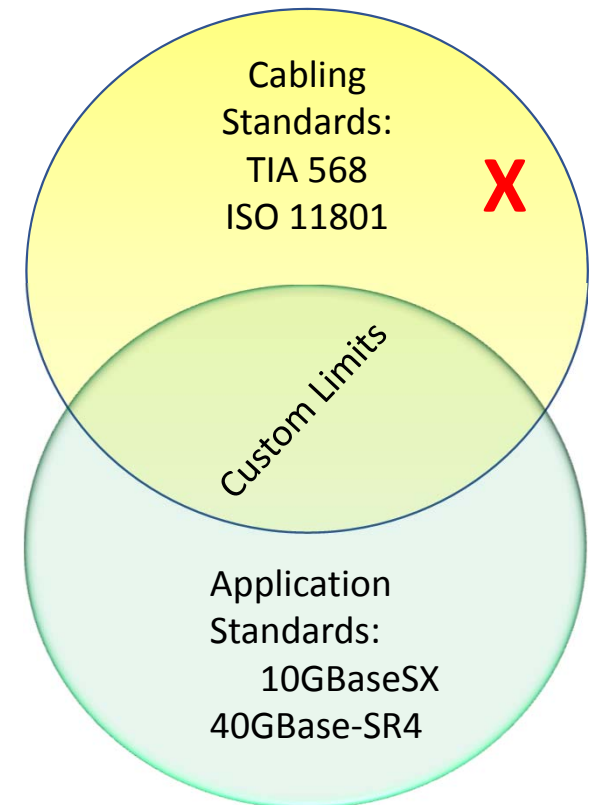 Cabling
Standards:
TIA 568
X
ISO 11801
Custom Limits
Application
Standards:
10GBaseSX
40GBase-SR4